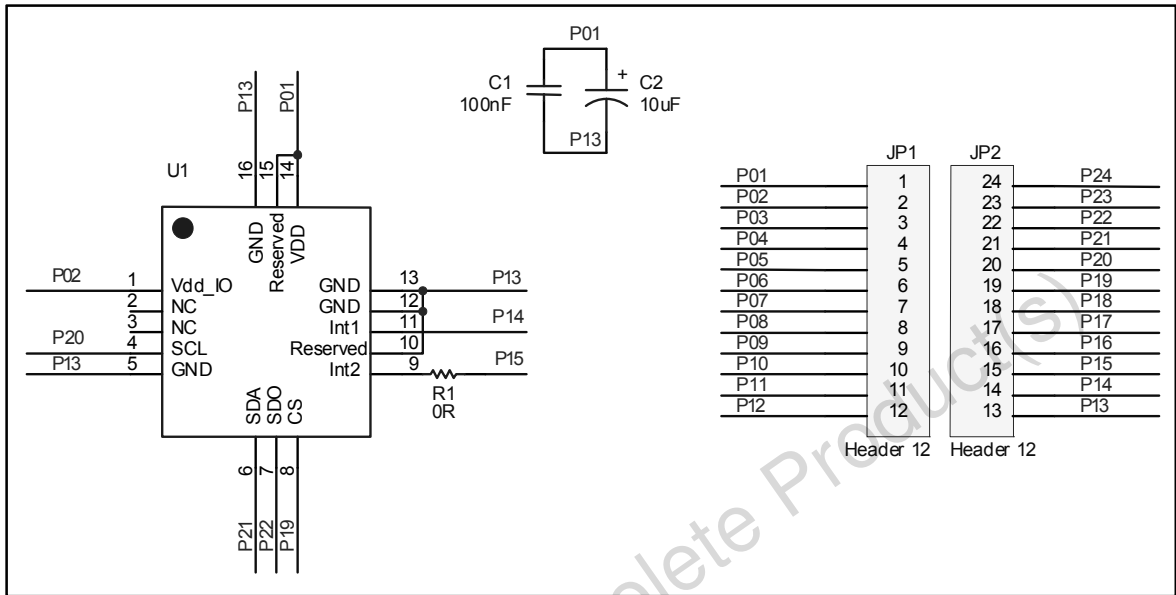 P01
C1
100nF
+
C2
10uF
P13
P13
P01
16
15
14
U1
GND
Reserved
VDD
P02
1
Vdd_IO
2
NC
3
NC
P20
4
SCL
P13
5
GND
GND
13
P13
GND
12
Int1
11
P14
Reserved
10
Int2
9
P15
R1
0R
SDA
SDO
CS
6
7
8
P21
P22
P19
JP1
JP2
P01
1
24
P24
P02
2
23
P23
P03
3
22
P22
P04
4
21
P21
P05
5
20
P20
P06
6
19
P19
P07
7
18
P18
P08
8
17
P17
P09
9
16
P16
P10
10
15
P15
P11
11
14
P14
P12
12
13
P13
Header 12
Header 12
Product(s)